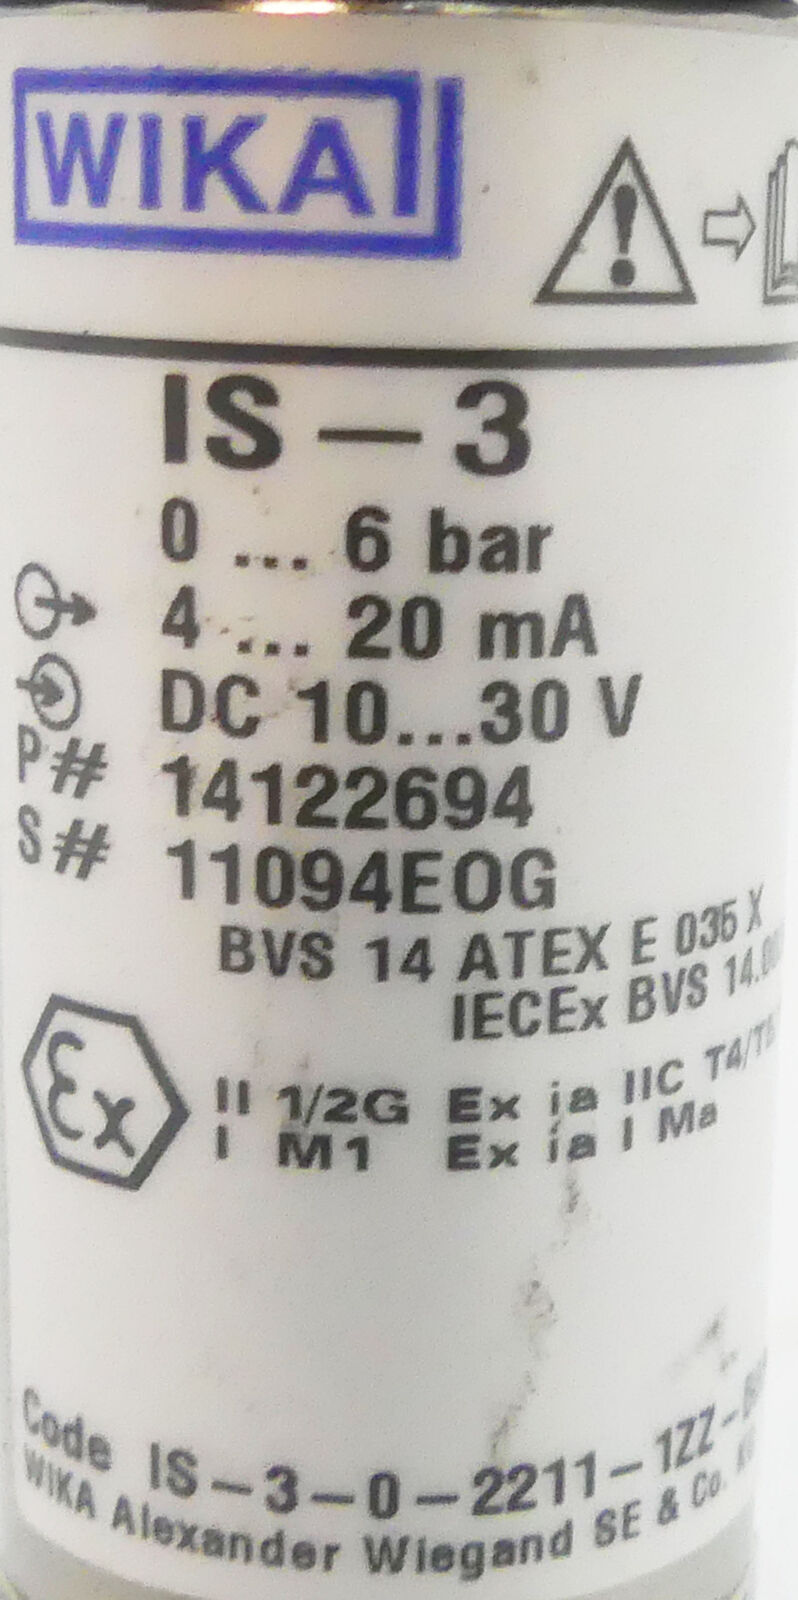 WIKA
IS – 3
0 ... 6 bar
4 ... 20 mA
DC 10...30 V
P# 14122694
S# 11094EOG
BVS 14 ATEX E 035 X
IECEx BVS 14.
Ex II 1/2G Ex ia IIC T4/
I M1 Ex ia I Ma
Code IS – 3 – 0 – 2211 – 1ZZ –
WIKA Alexander Wiegand SE & Co.